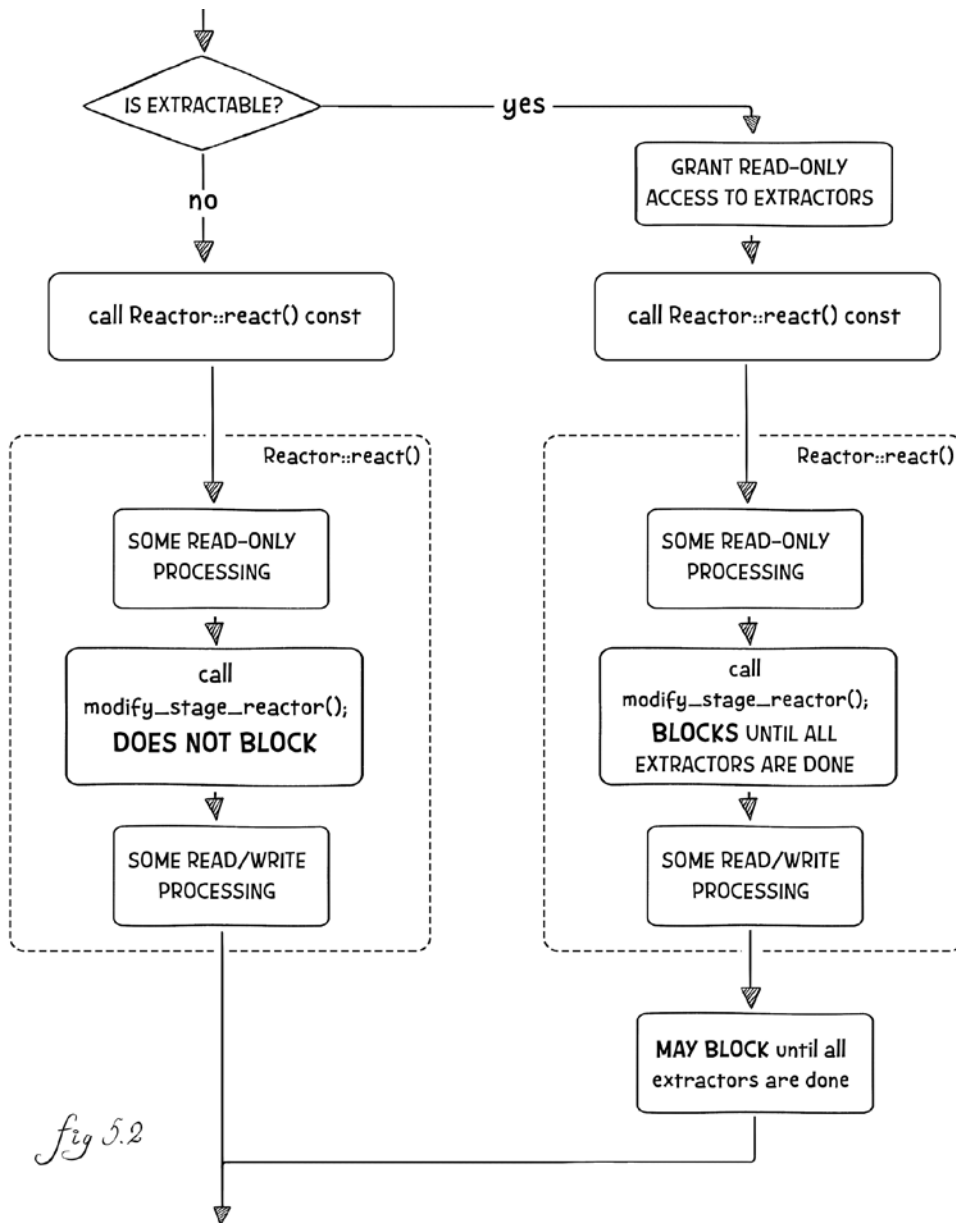 IS EXTRACTABLE?
yes
no
GRANT READ-ONLY
ACCESS TO EXTRACTORS
call Reactor::react() const
call Reactor::react() const
Reactor::react()
SOME READ-ONLY
PROCESSING
call
modify_stage_reactor();
DOES NOT BLOCK
SOME READ/WRITE
PROCESSING
Reactor::react()
SOME READ-ONLY
PROCESSING
call
modify_stage_reactor();
BLOCKS UNTIL ALL
EXTRACTORS ARE DONE
SOME READ/WRITE
PROCESSING
MAY BLOCK until all
extractors are done
fig 5.2